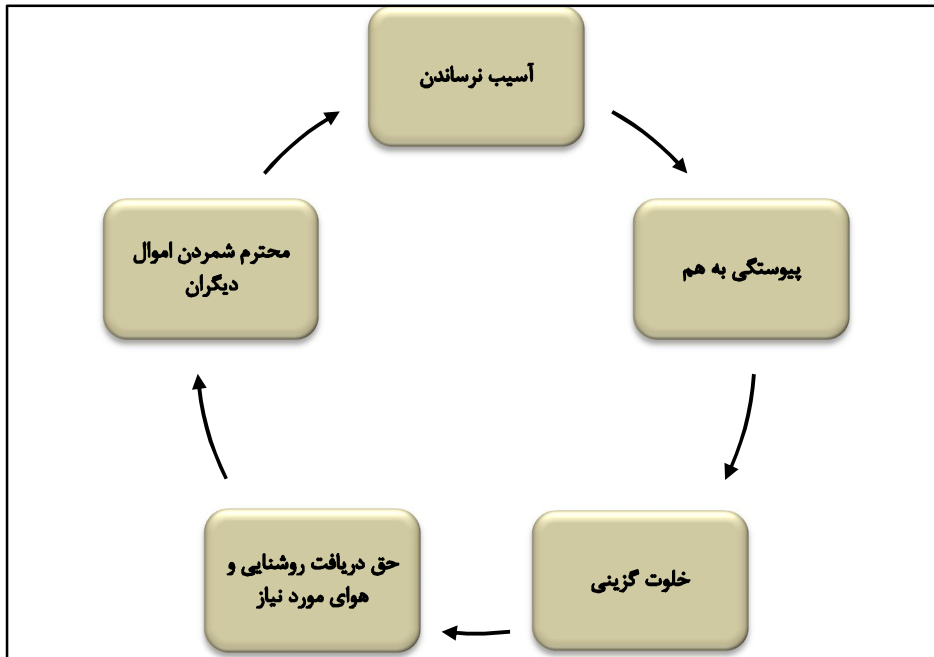 آسیب نرساندن
پیوستگی به هم
خلوت گزینی
حق دریافت روشنایی و
هوای مورد نیاز
محترم شمردن اموال
دیگران